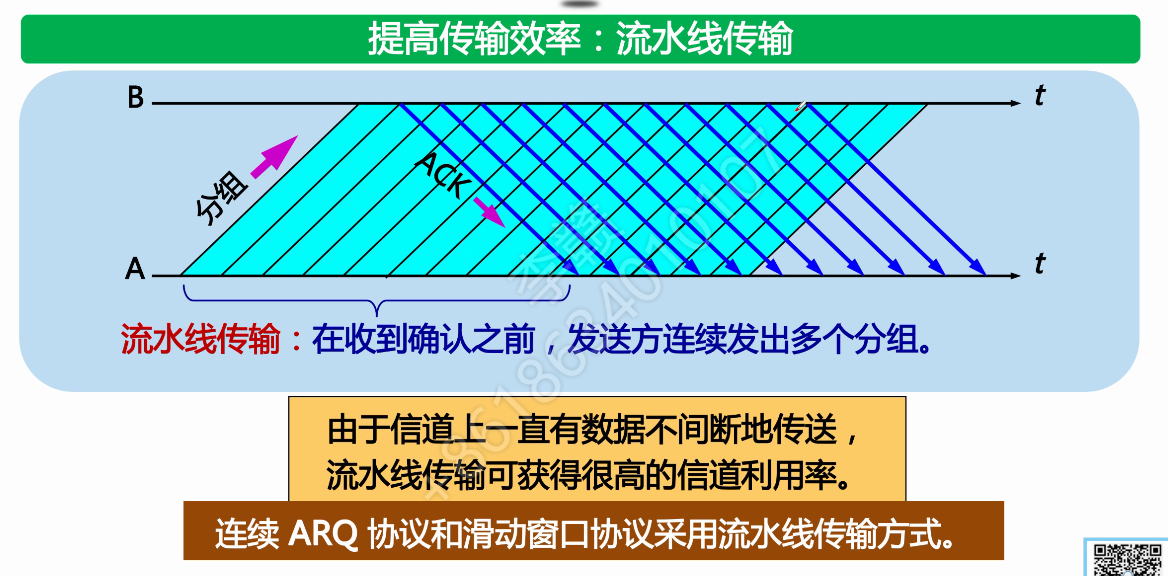 提高传输效率：流水线传输
B
t
分组
ACK
A
t
流水线传输：在收到确认之前，发送方连续发出多个分组。
由于信道上一直有数据不间断地传送，
流水线传输可获得很高的信道利用率。
连续 ARQ 协议和滑动窗口协议采用流水线传输方式。